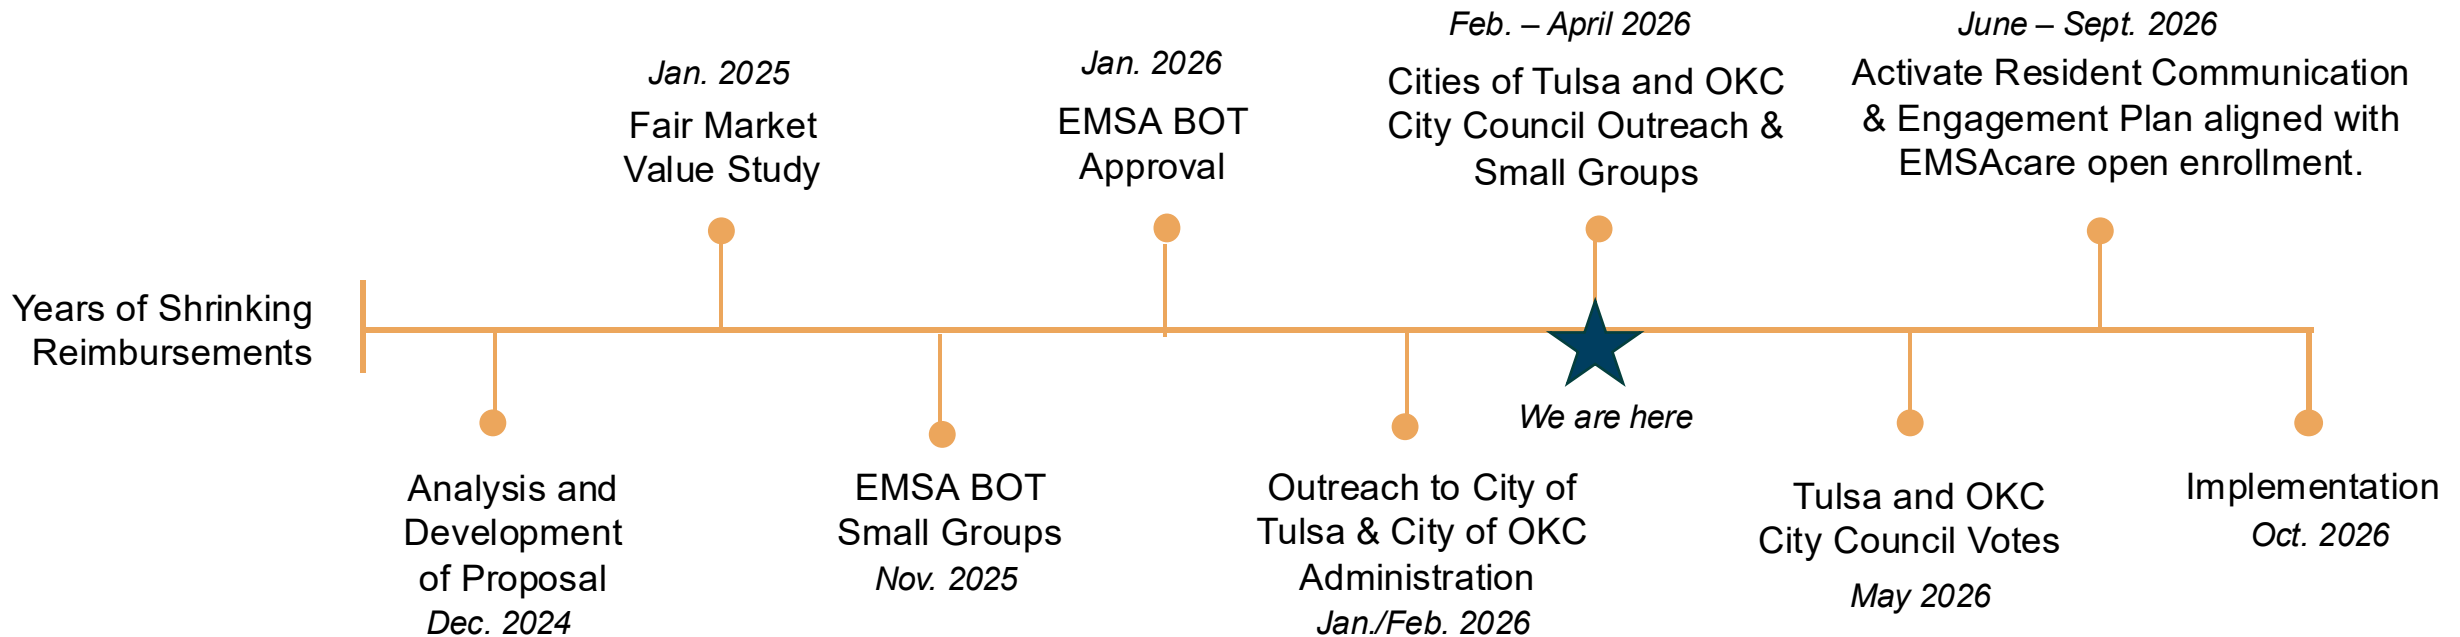 Years of Shrinking
Reimbursements
Analysis and
Development
of Proposal
Dec. 2024
Jan. 2025
Fair Market
Value Study
EMSA BOT
Small Groups
Nov. 2025
Jan. 2026
EMSA BOT
Approval
Outreach to City of
Tulsa & City of OKC
Administration
Jan./Feb. 2026
Feb. – April 2026
Cities of Tulsa and OKC
City Council Outreach &
Small Groups
We are here
Tulsa and OKC
City Council Votes
May 2026
June – Sept. 2026
Activate Resident Communication
& Engagement Plan aligned with
EMSAcare open enrollment.
Implementation
Oct. 2026